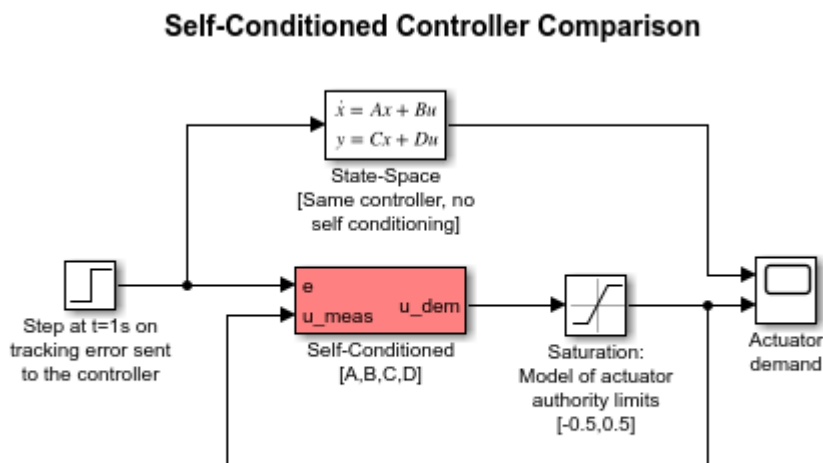 Self-Conditioned Controller Comparison
ẋ = Ax + Bu
y = Cx + Du
State-Space
[Same controller, no
self conditioning]
Step at t=1s on
tracking error sent
to the controller
e
u_meas
u_dem
Self-Conditioned
[A,B,C,D]
Saturation:
Model of actuator
authority limits
[-0.5,0.5]
Actuator
demand